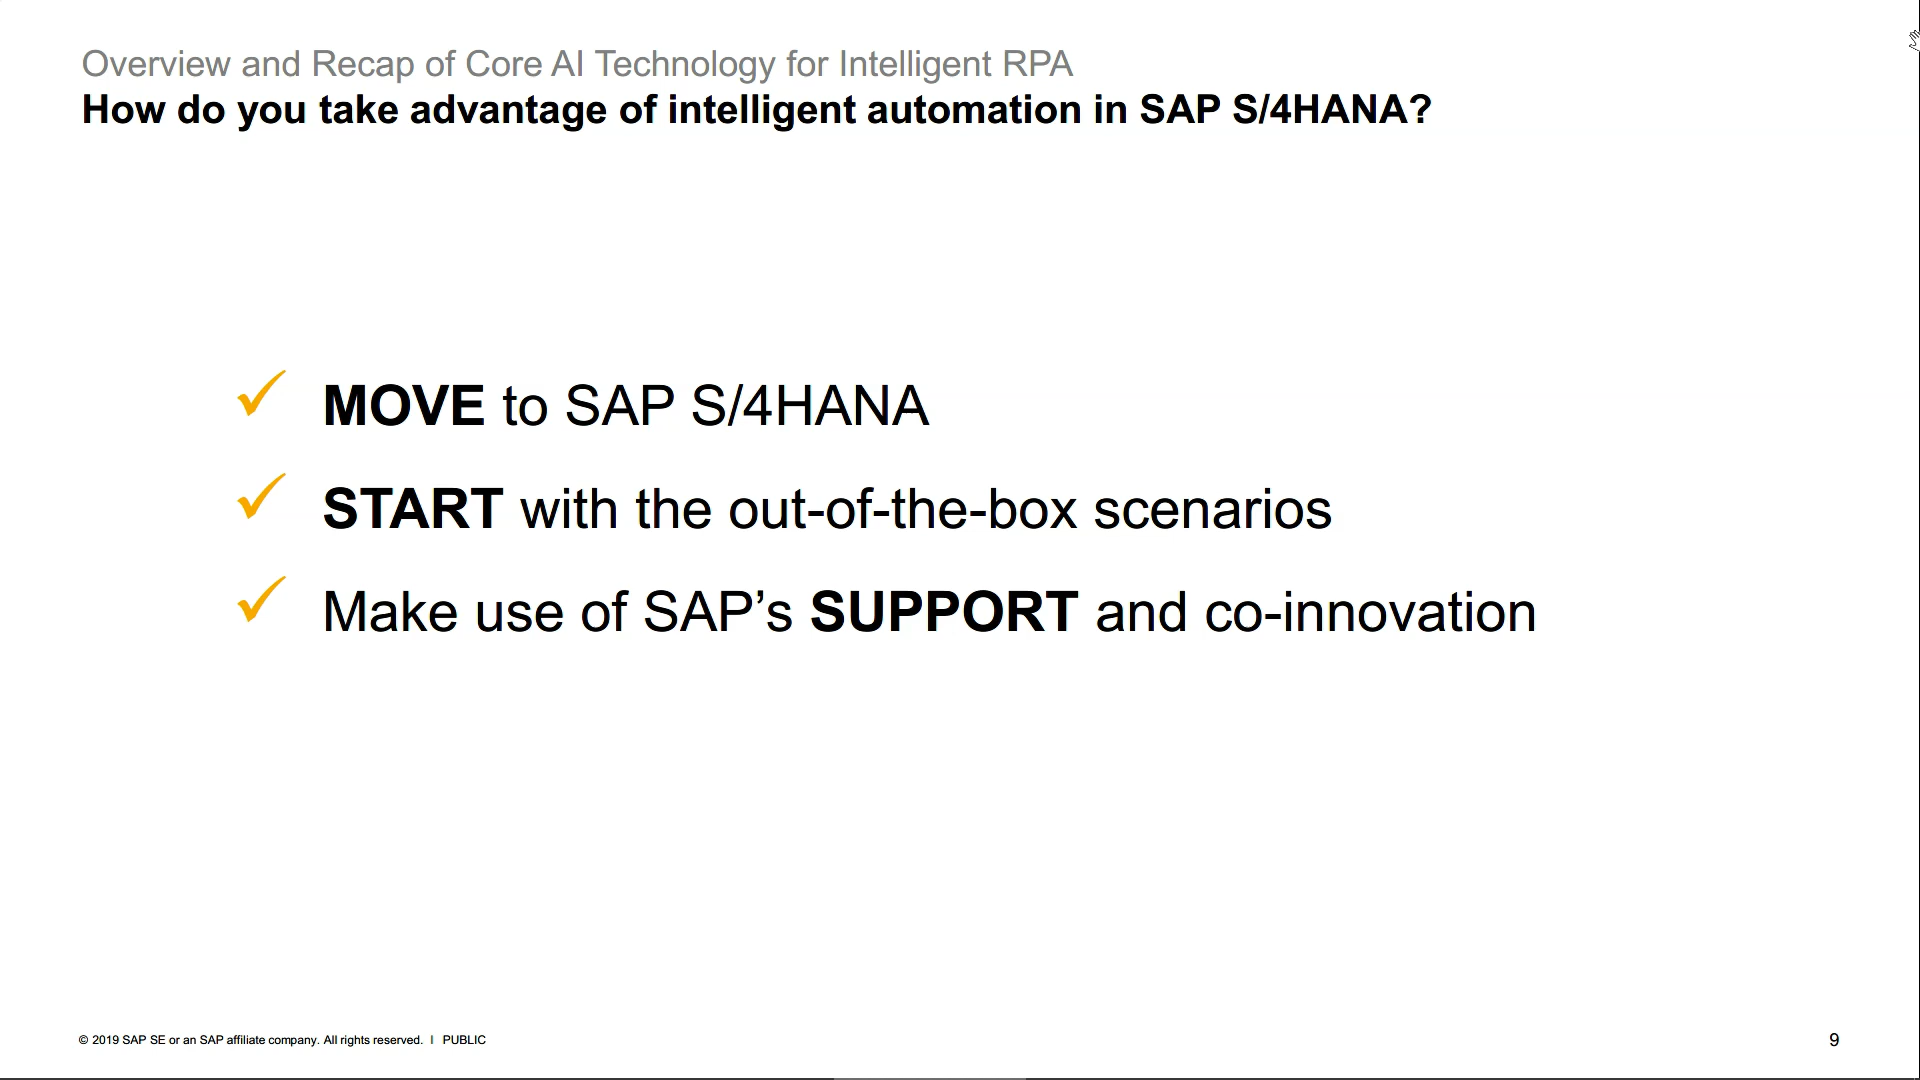 Overview and Recap of Core AI Technology for Intelligent RPA
How do you take advantage of intelligent automation in SAP S/4HANA?
MOVE to SAP S/4HANA
START with the out-of-the-box scenarios
Make use of SAP’s SUPPORT and co-innovation
© 2019 SAP SE or an SAP affiliate company. All rights reserved. I PUBLIC
9